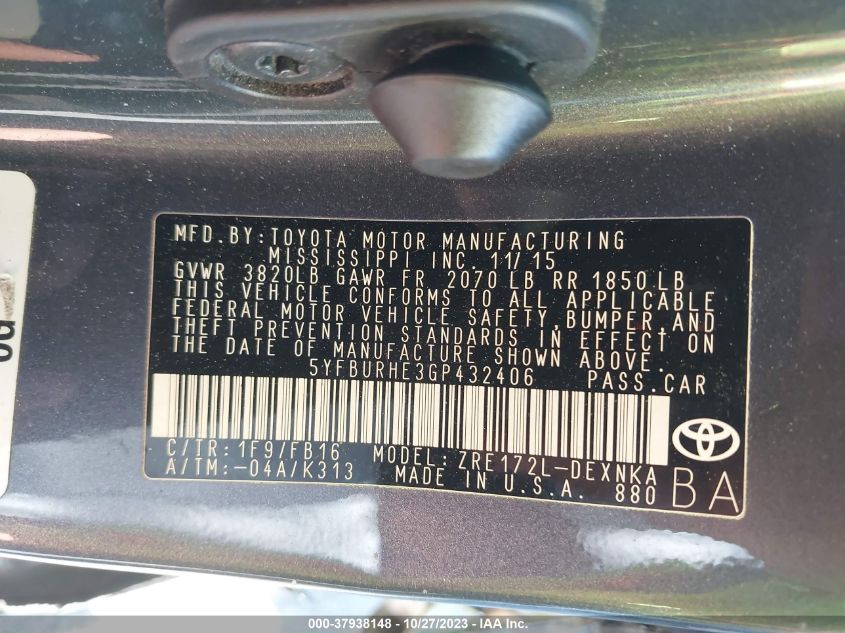 MFD. BY: TOYOTA MOTOR MANUFACTURING
MISSISSIPPI INC. 11/15
GVWR 3820LB GAWR FR 2070 LB RR 1850 LB
THIS VEHICLE CONFORMS TO ALL APPLICABLE
FEDERAL MOTOR VEHICLE SAFETY, BUMPER, AND
THEFT PREVENTION STANDARDS IN EFFECT ON
THE DATE OF MANUFACTURE SHOWN ABOVE.
5YFBURHE3GP432406 PASS. CAR
C/TR: 1F9/FB16 MODEL: ZRE172L-DEXNKA
A/TM: -04A/K313 MADE IN U.S.A. 880
BA
000-37938148 - 10/27/2023 - IAA Inc.